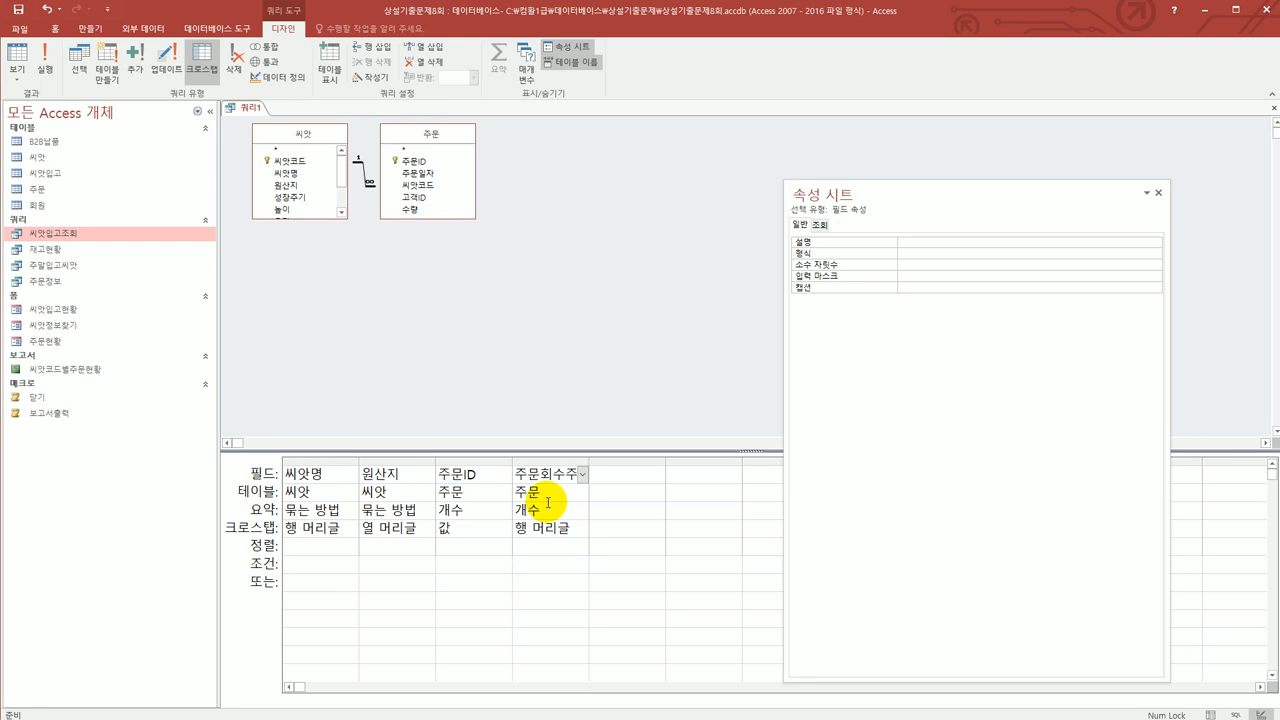 쿼리 도구
상설기출문제8회 : 데이터베이스- C:₩컴활1급₩데이터베이스₩상설기출문제₩상설기출문제8회.accdb (Access 2007 - 2016 파일 형식) - Access
파일 홈 만들기 외부 데이터 데이터베이스 도구 디자인 수행할 작업을 알려 주세요.
보기 실행 선택 테이블 만들기 추가 업데이트 크로스탭 삭제 통합 통과 데이터 정의 테이블 표시 행 삽입 행 삭제 작성기 열 삽입 열 삭제 반환: 요약 매개 변수 속성 시트 테이블 이름
결과 쿼리 유형 쿼리 설정 표시/숨기기
모든 Access 개체
테이블
B2B납품
씨앗
씨앗입고
주문
회원
쿼리
씨앗입고조회
재고현황
주말입고씨앗
주문정보
폼
씨앗입고현황
씨앗정보찾기
주문현황
보고서
씨앗코드별주문현황
매크로
닫기
보고서출력
쿼리1
씨앗
*
씨앗코드
씨앗명
원산지
성장주기
높이
1
∞
주문
*
주문ID
주문일자
씨앗코드
고객ID
수량
속성 시트
선택 유형: 필드 속성
일반 조회
설명
형식
소수 자릿수
입력 마스크
캡션
필드: 씨앗명 원산지 주문ID 주문회수주
테이블: 씨앗 씨앗 주문 주문
요약: 묶는 방법 묶는 방법 개수 개수
크로스탭: 행 머리글 열 머리글 값 행 머리글
정렬:
조건:
또는:
준비
Num Lock
SQL